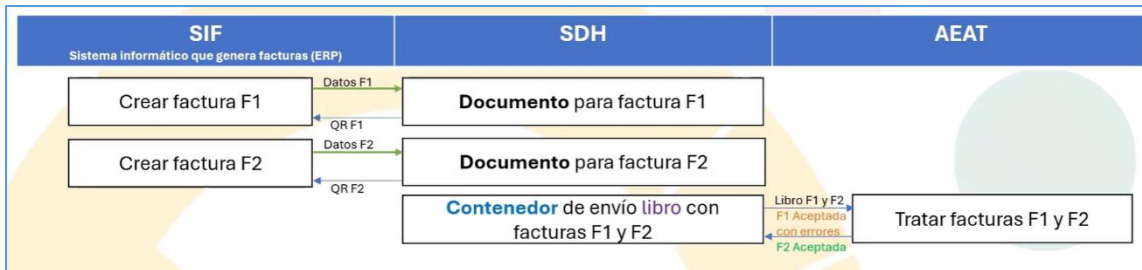 SIF
Sistema informático que genera facturas (ERP)
SDH
AEAT
Crear factura F1
Datos F1
QR F1
Documento para factura F1
Crear factura F2
Datos F2
QR F2
Documento para factura F2
Contenedor de envío libro con
facturas F1 y F2
Libro F1 y F2
F1 Aceptada
con errores
F2 Aceptada
Tratar facturas F1 y F2